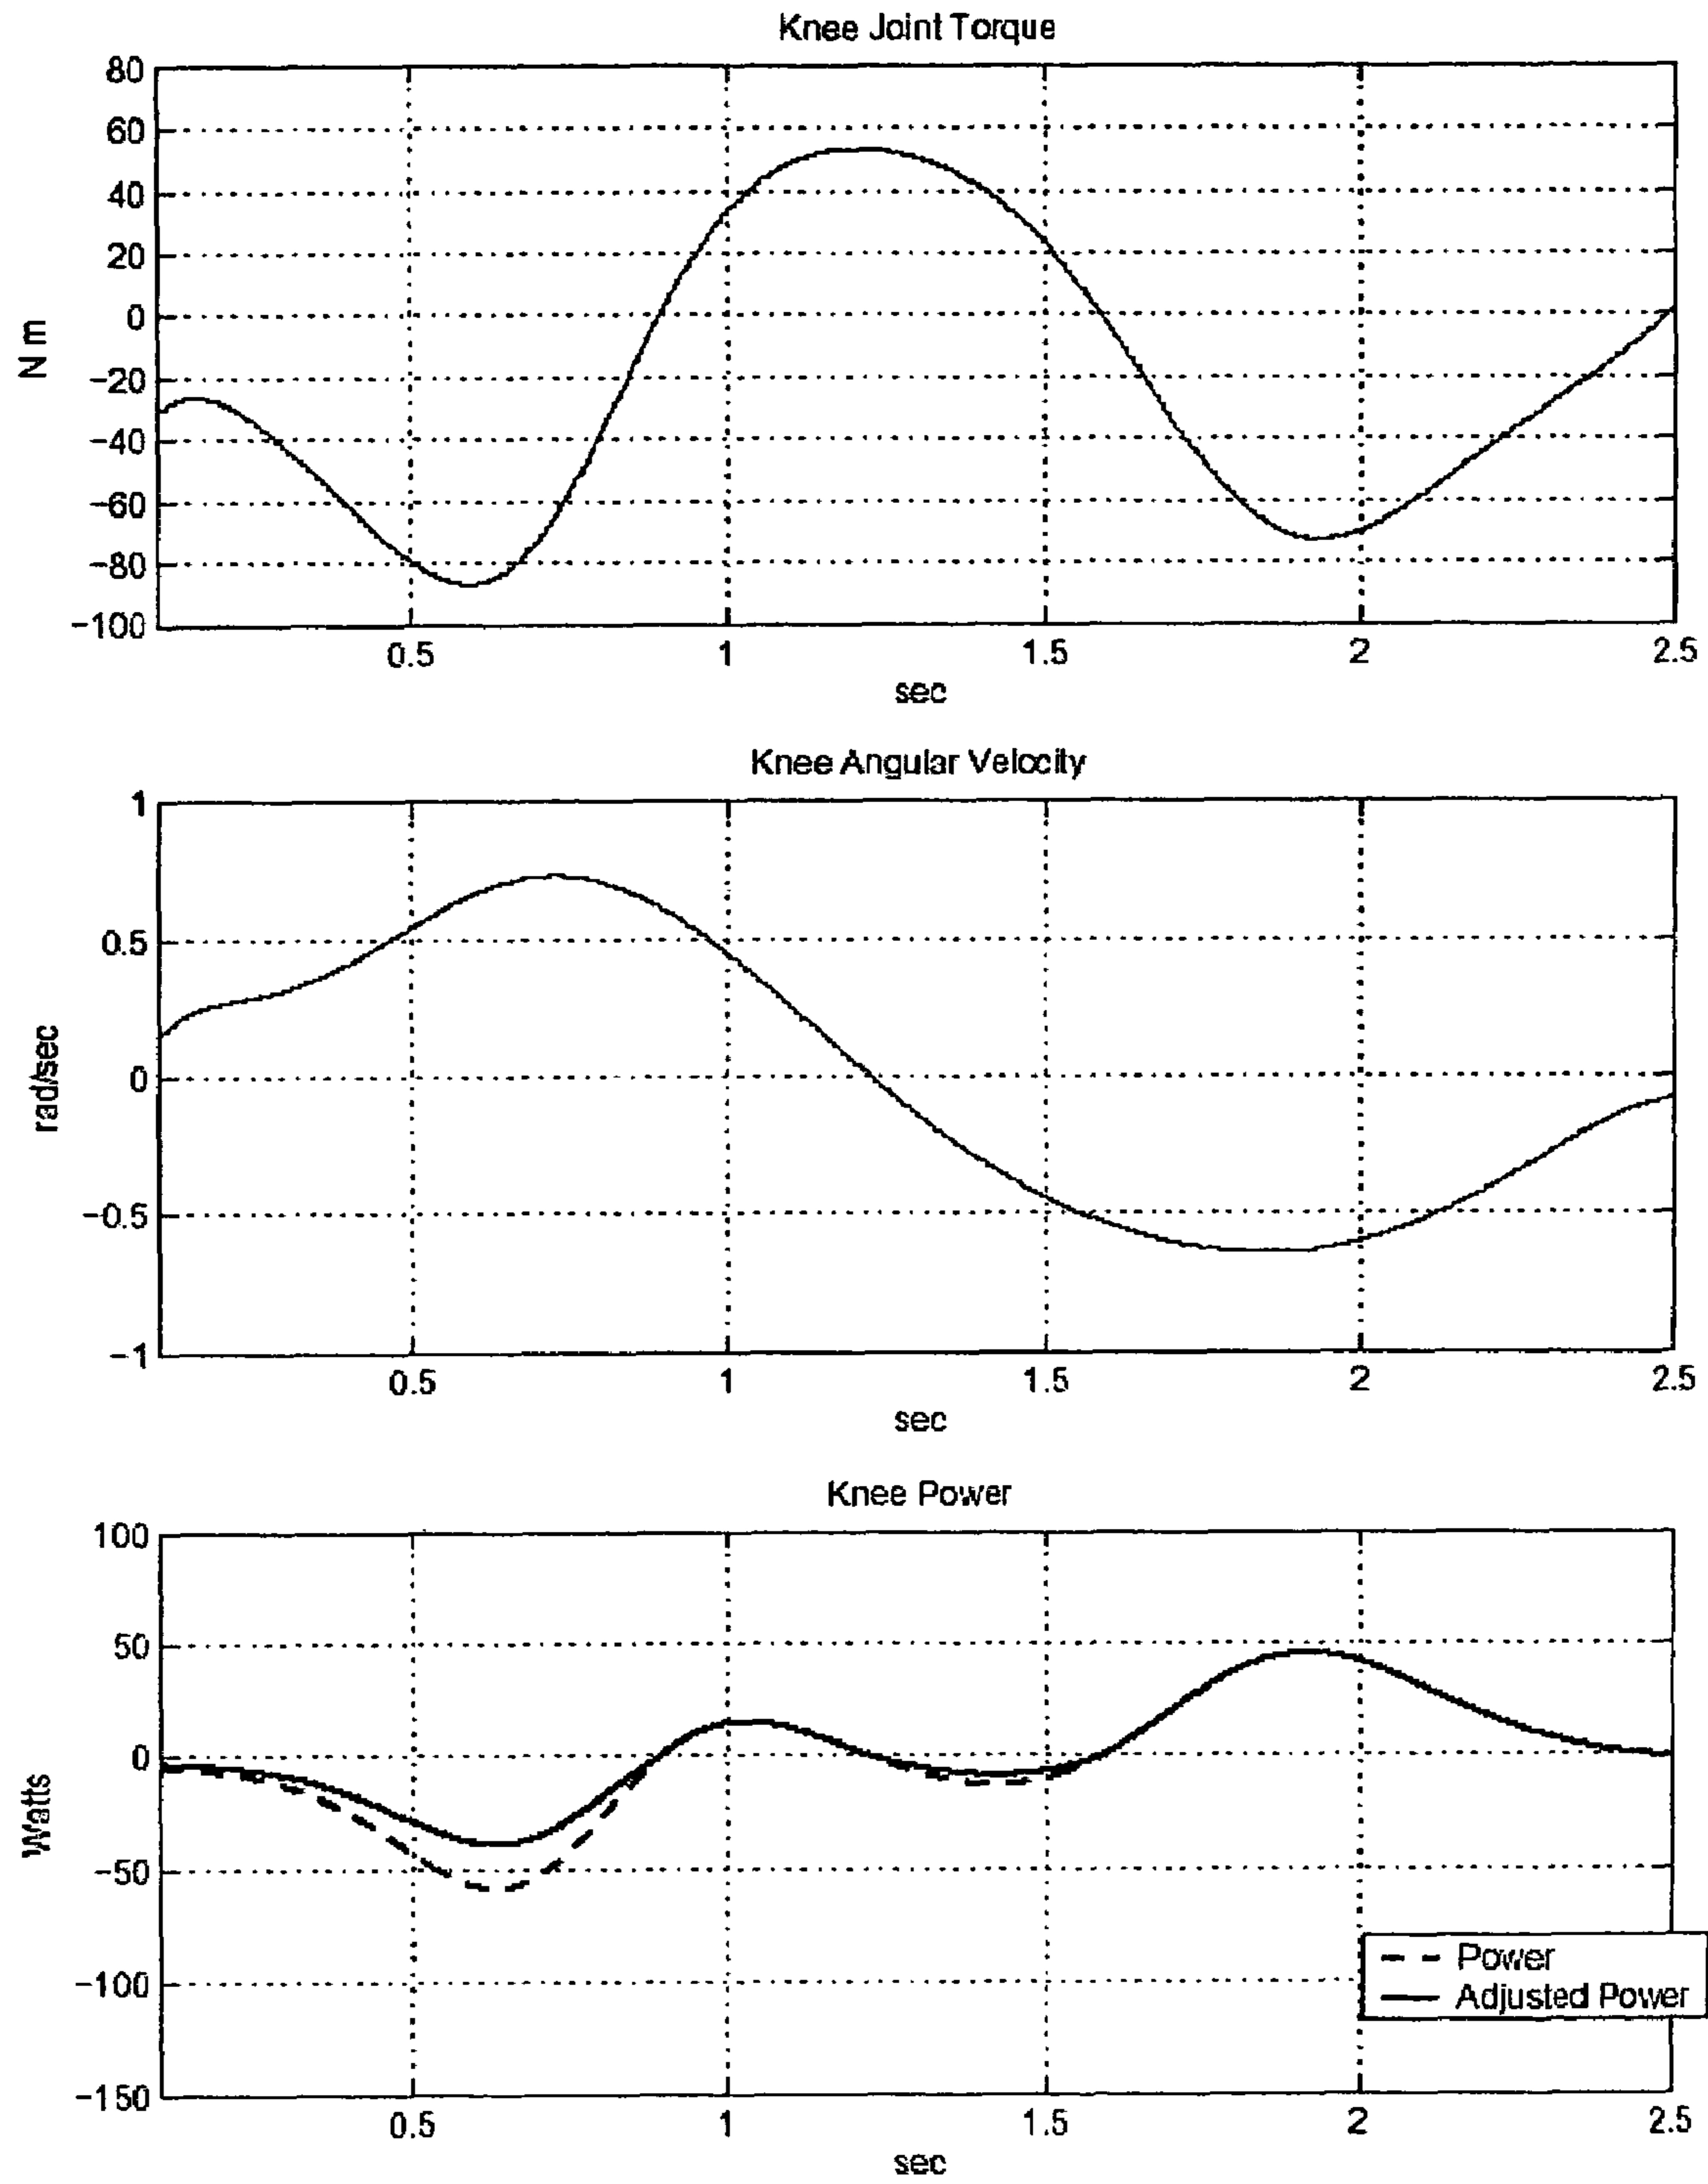 Knee Joint Torque
80
60
40
20
0
−20
−40
−60
−80
−100
N m
0.5 1 1.5 2 2.5
sec
Knee Angular Velocity
1
0.5
0
−0.5
−1
rad/sec
0.5 1 1.5 2 2.5
sec
Knee Power
100
50
0
−50
−100
−150
Watts
Power
Adjusted Power
0.5 1 1.5 2 2.5
sec